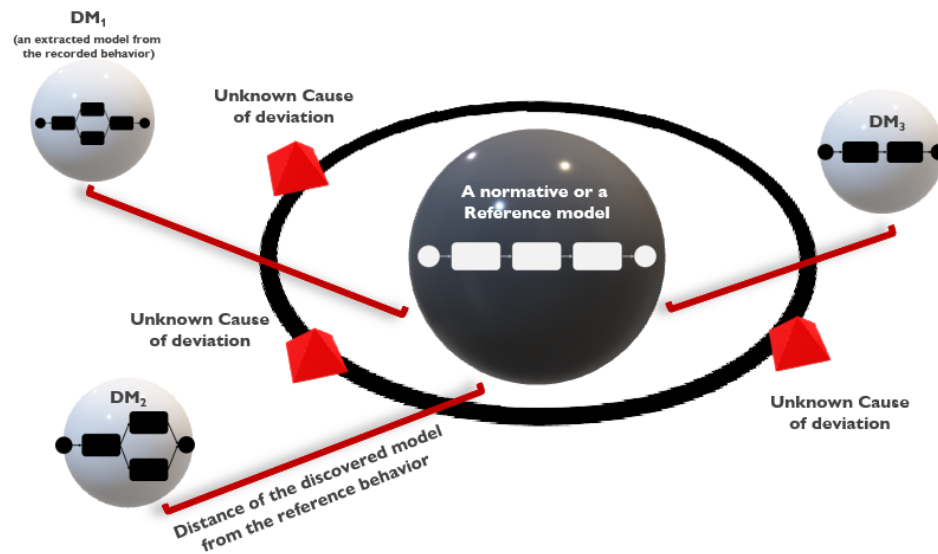 DM₁
(an extracted model from
the recorded behavior)
Unknown Cause
of deviation
DM₃
A normative or a
Reference model
Unknown Cause
of deviation
DM₂
Unknown Cause
of deviation
Distance of the discovered model
from the reference behavior